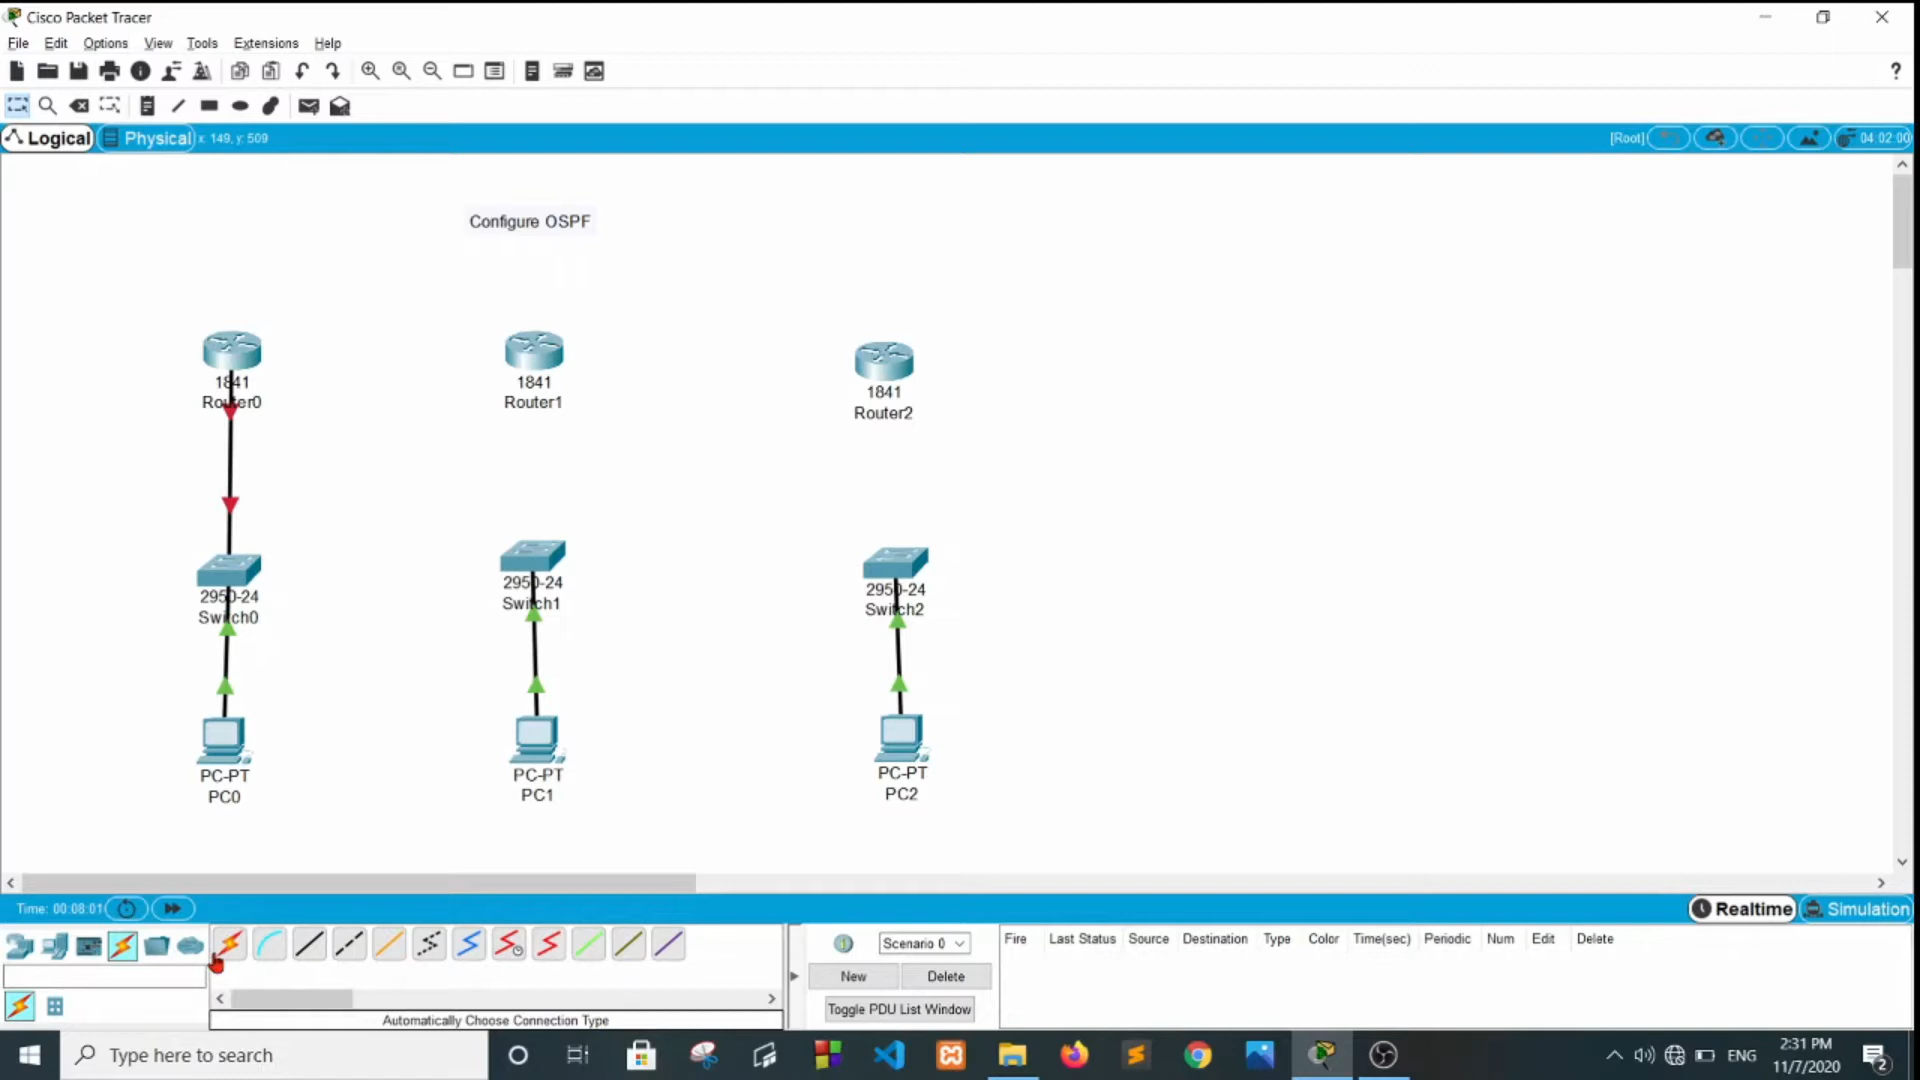 Cisco Packet Tracer
File Edit Options View Tools Extensions Help
?
Logical Physical x: 149, y: 509 [Root] 04:02:00
Configure OSPF
1841
Router0
1841
Router1
1841
Router2
2950-24
Switch0
2950-24
Switch1
2950-24
Switch2
PC-PT
PC0
PC-PT
PC1
PC-PT
PC2
Time: 00:08:01 Realtime Simulation
Scenario 0
New Delete
Toggle PDU List Window
Fire Last Status Source Destination Type Color Time(sec) Periodic Num Edit Delete
Automatically Choose Connection Type
Type here to search
ENG
2:31 PM
11/7/2020
2